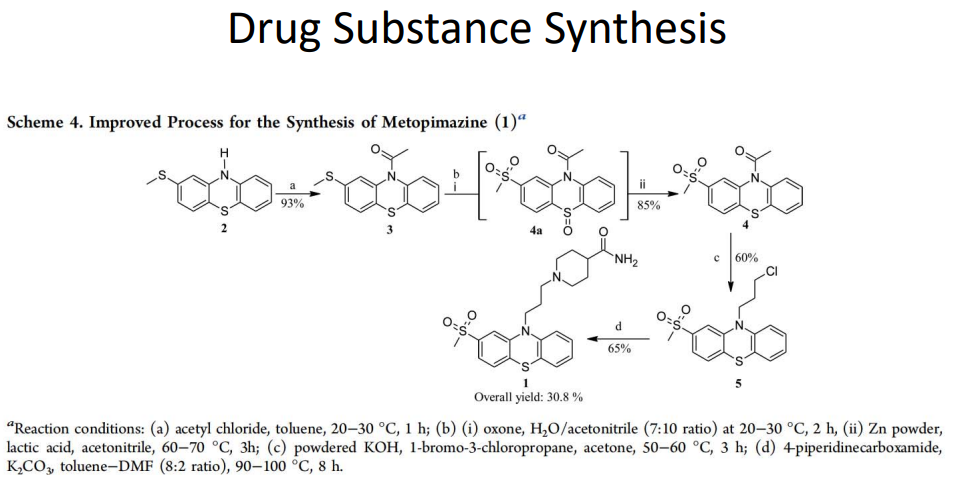 Drug Substance Synthesis
Scheme 4. Improved Process for the Synthesis of Metopimazine (1)a
H
N
S
S
2
a
93%
O
N
S
S
3
b
i
O
O
O
S
N
S
O
4a
ii
85%
O
O
O
S
N
S
4
c
60%
Cl
O
O
S
N
S
5
d
65%
O
NH2
N
O
O
S
N
S
1
Overall yield: 30.8 %
aReaction conditions: (a) acetyl chloride, toluene, 20–30 °C, 1 h; (b) (i) oxone, H2O/acetonitrile (7:10 ratio) at 20–30 °C, 2 h, (ii) Zn powder,
lactic acid, acetonitrile, 60–70 °C, 3h; (c) powdered KOH, 1-bromo-3-chloropropane, acetone, 50–60 °C, 3 h; (d) 4-piperidinecarboxamide,
K2CO3, toluene–DMF (8:2 ratio), 90–100 °C, 8 h.